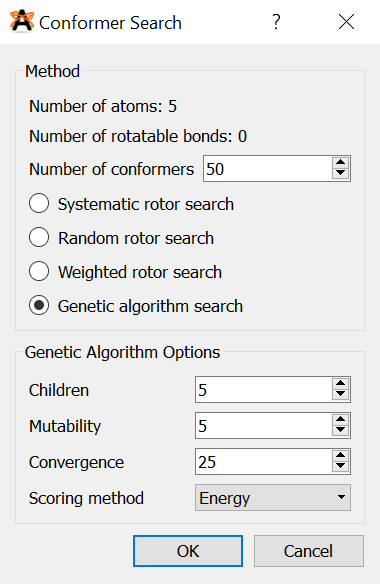 Conformer Search
?
Method
Number of atoms: 5
Number of rotatable bonds: 0
Number of conformers 50
Systematic rotor search
Random rotor search
Weighted rotor search
Genetic algorithm search
Genetic Algorithm Options
Children 5
Mutability 5
Convergence 25
Scoring method Energy
OK Cancel